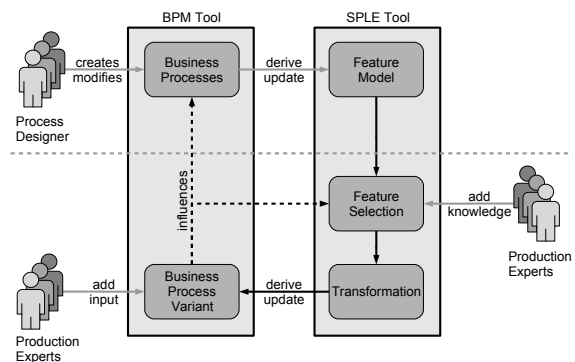 BPM Tool
SPLE Tool
creates
modifies
Business
Processes
derive
update
Feature
Model
Process
Designer
influences
Feature
Selection
add
knowledge
Production
Experts
add
input
Business
Process
Variant
derive
update
Transformation
Production
Experts